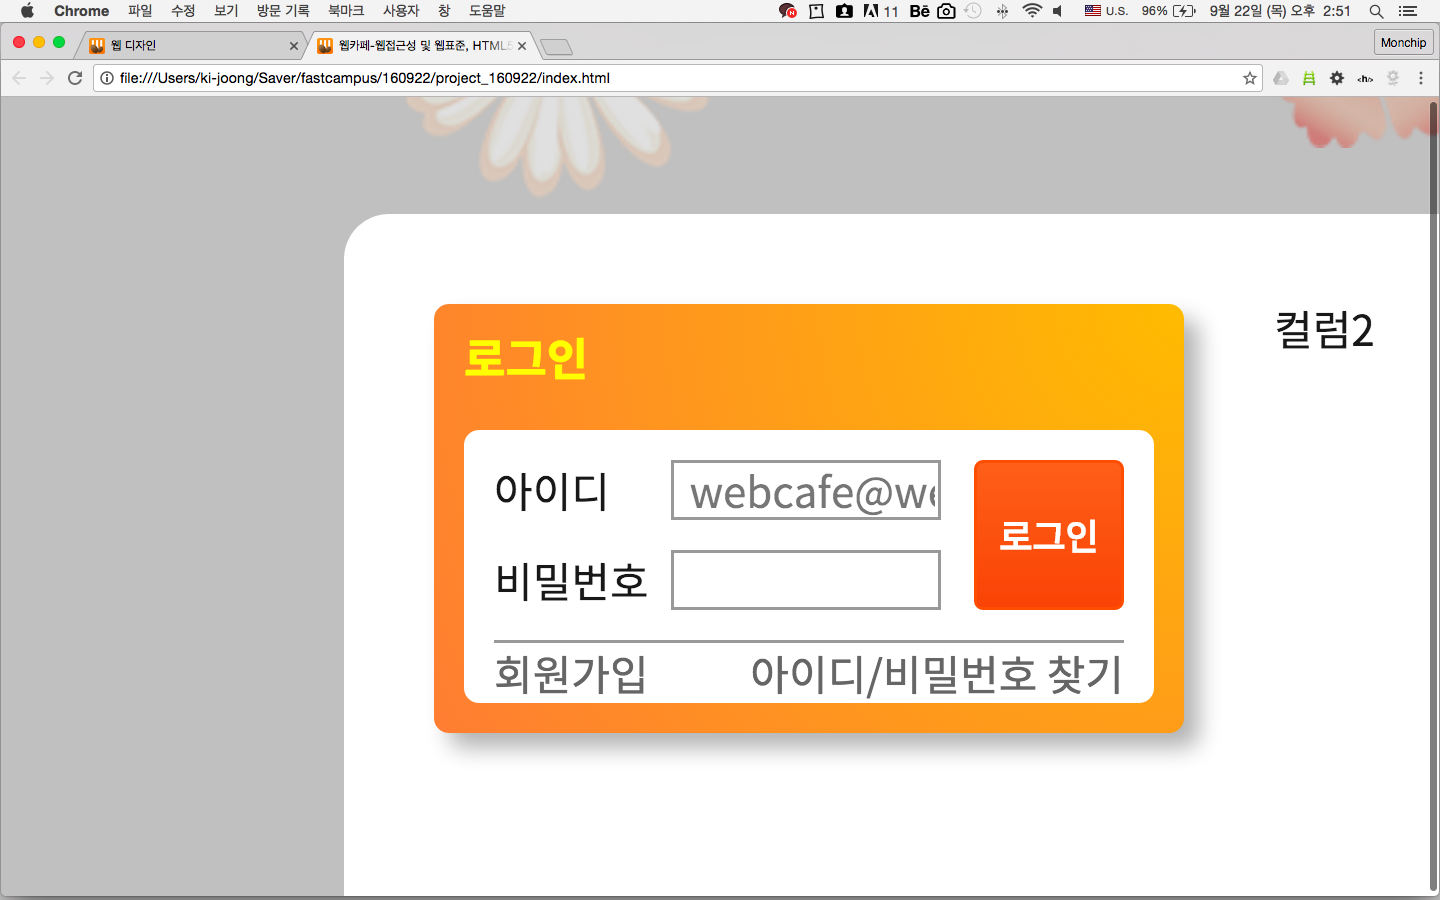 Chrome 파일 수정 보기 방문 기록 북마크 사용자 창 도움말 11 Bē U.S. 96% 9월 22일 (목) 오후 2:51
웹 디자인 웹카페-웹접근성 및 웹표준, HTML5 Monchip
file:///Users/ki-joong/Saver/fastcampus/160922/project_160922/index.html <h/>
컬럼2
로그인
아이디 webcafe@we
로그인
비밀번호
회원가입 아이디/비밀번호 찾기